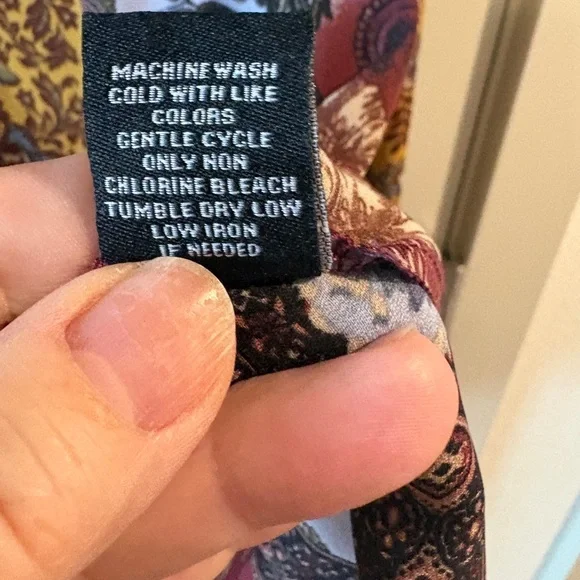 MACHINE WASH
COLD WITH LIKE
COLORS
GENTLE CYCLE
ONLY NON
CHLORINE BLEACH
TUMBLE DRY LOW
LOW IRON
IF NEEDED